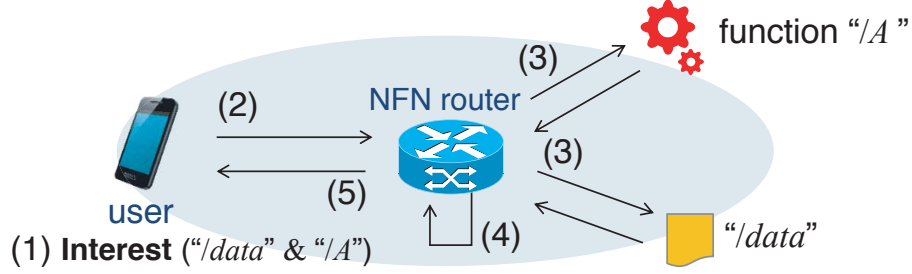 function “/A ”
(3)
NFN router
(2)
(3)
(5)
user
“/data”
(4)
(1) Interest (“/data” & “/A”)